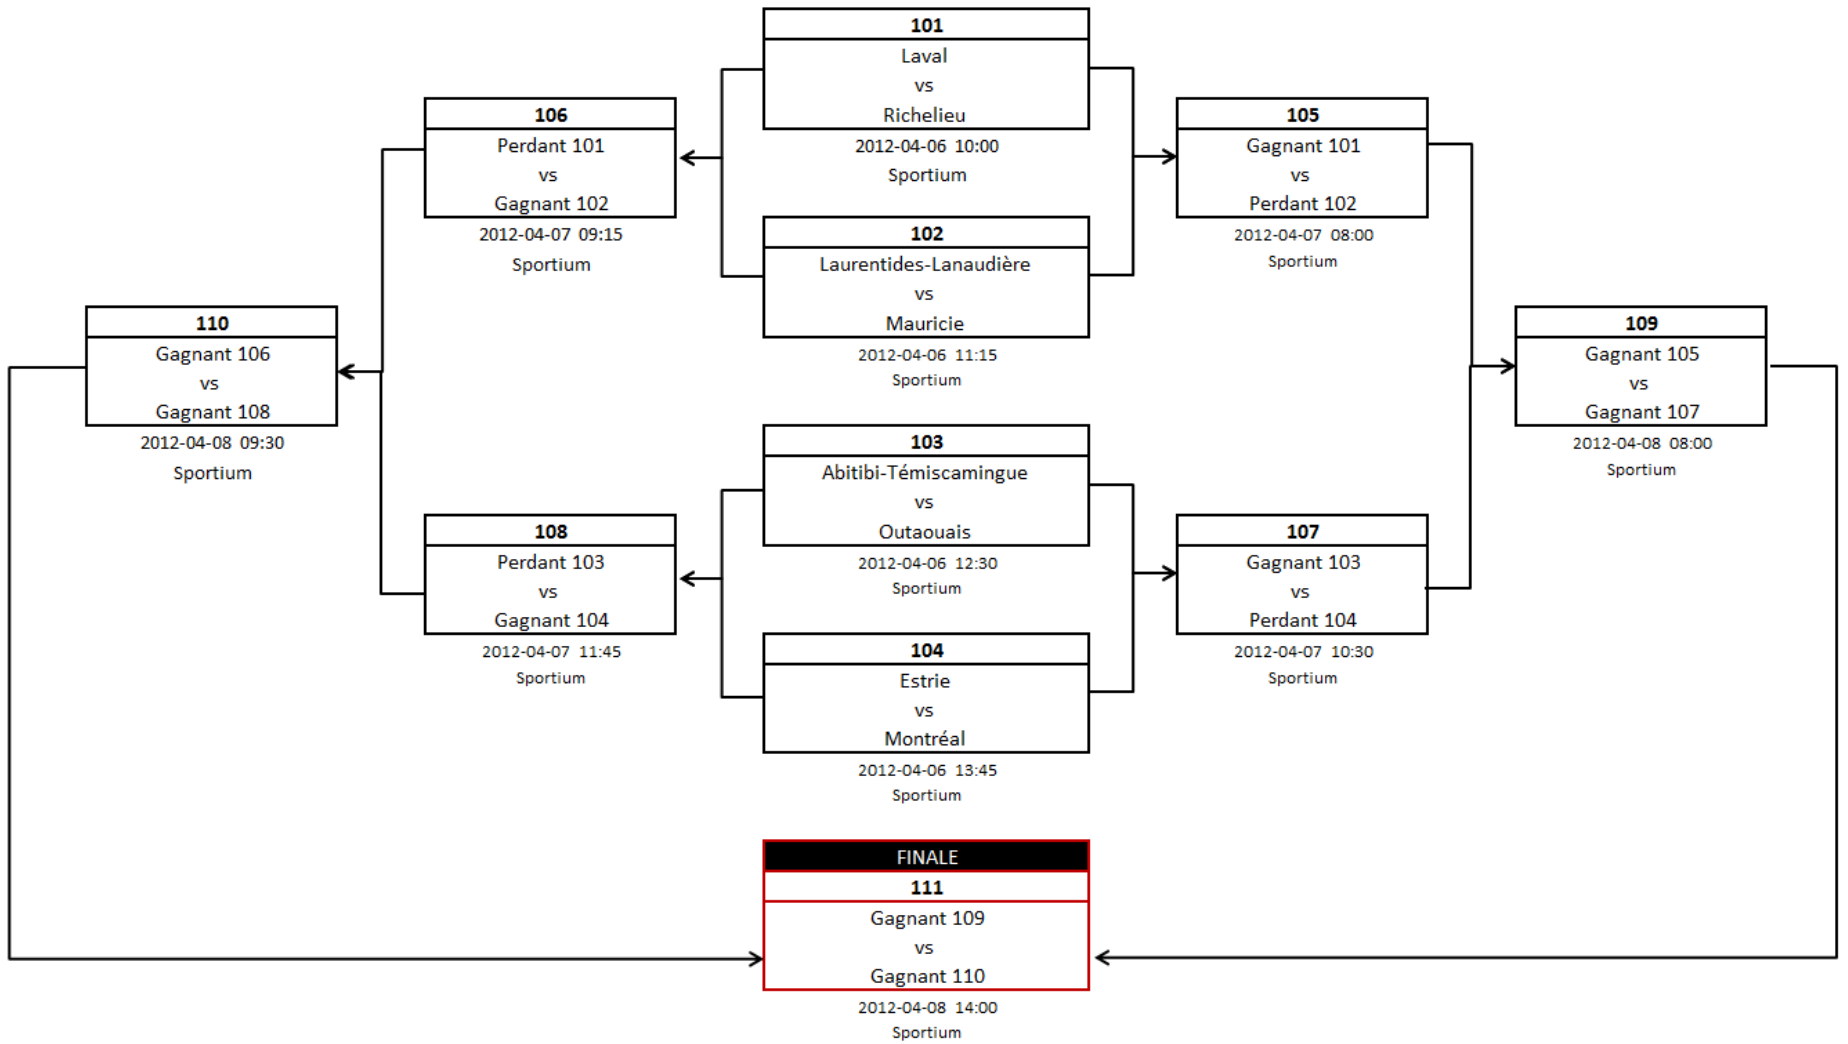 101
Laval
vs
Richelieu
2012-04-06 10:00
Sportium
106
Perdant 101
vs
Gagnant 102
2012-04-07 09:15
Sportium
105
Gagnant 101
vs
Perdant 102
2012-04-07 08:00
Sportium
102
Laurentides-Lanaudière
vs
Mauricie
2012-04-06 11:15
Sportium
110
Gagnant 106
vs
Gagnant 108
2012-04-08 09:30
Sportium
109
Gagnant 105
vs
Gagnant 107
2012-04-08 08:00
Sportium
103
Abitibi-Témiscamingue
vs
Outaouais
2012-04-06 12:30
Sportium
108
Perdant 103
vs
Gagnant 104
2012-04-07 11:45
Sportium
107
Gagnant 103
vs
Perdant 104
2012-04-07 10:30
Sportium
104
Estrie
vs
Montréal
2012-04-06 13:45
Sportium
FINALE
111
Gagnant 109
vs
Gagnant 110
2012-04-08 14:00
Sportium